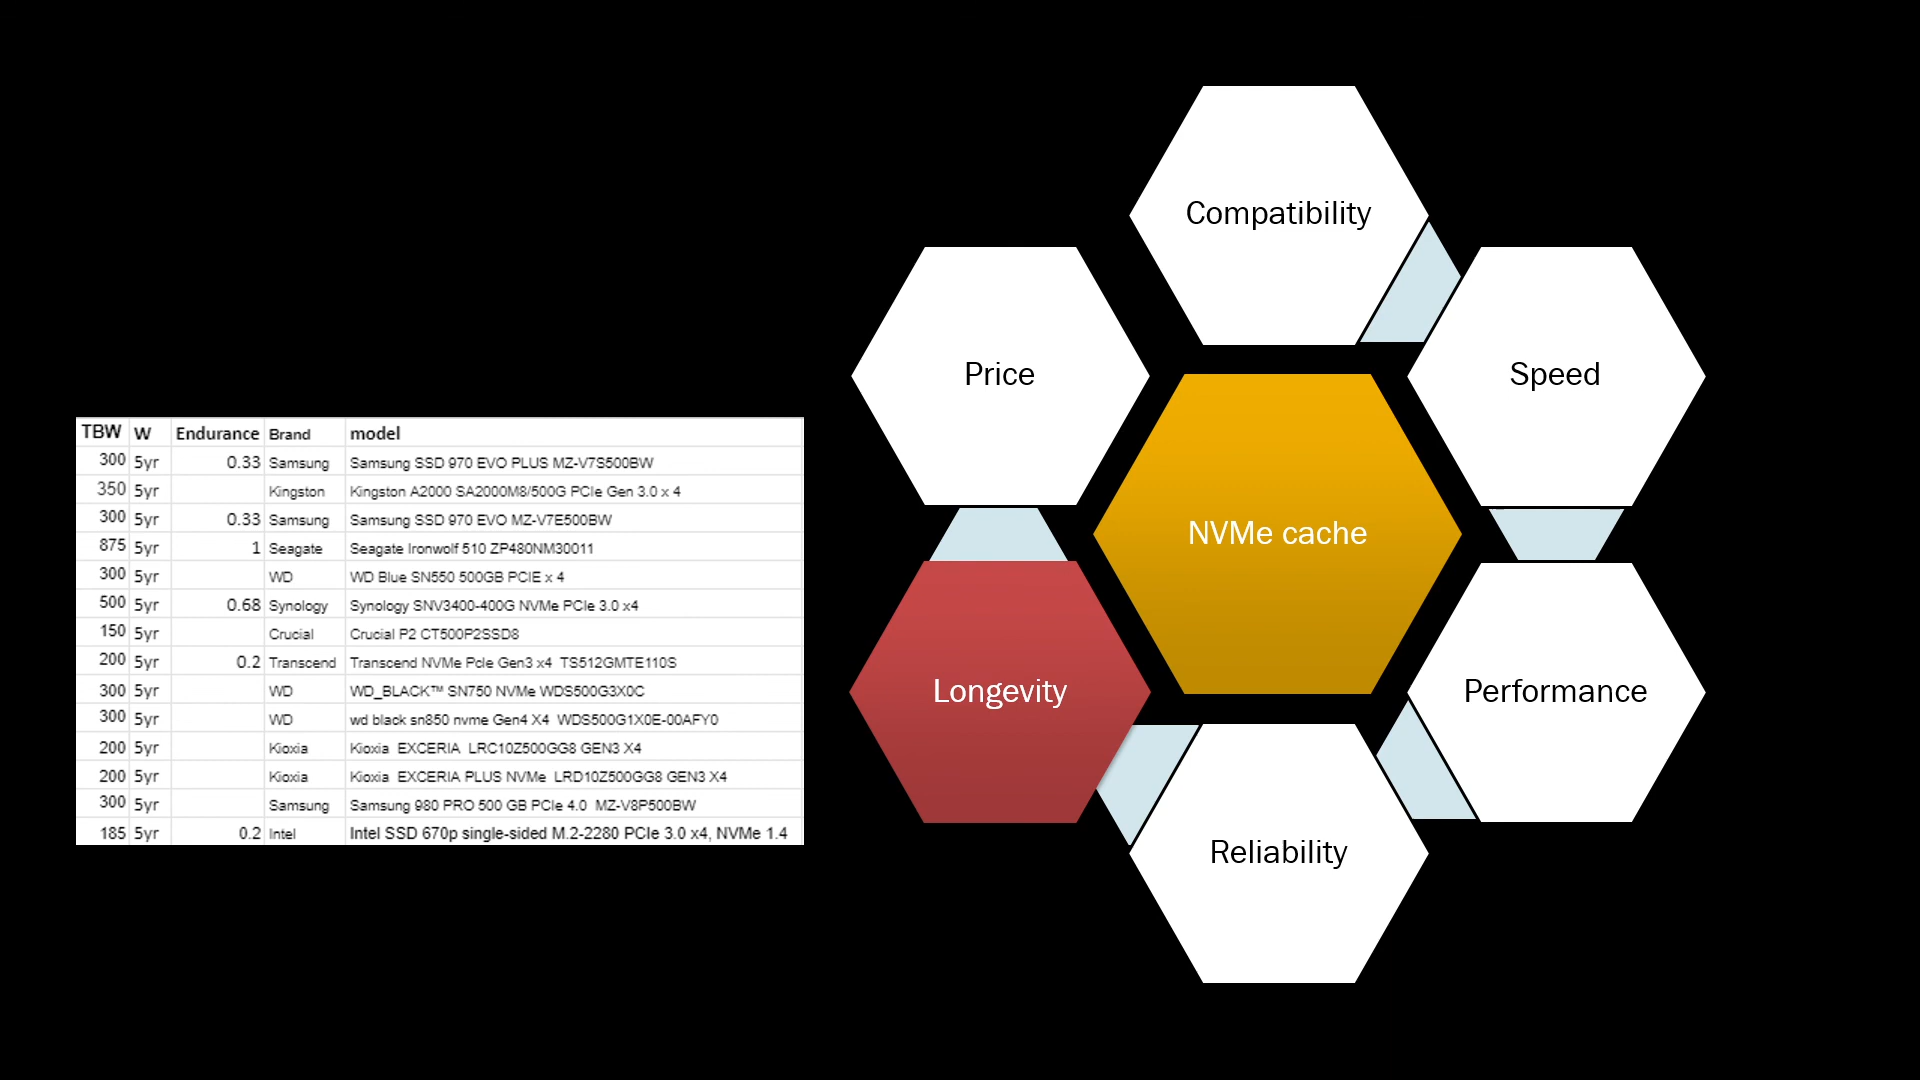 TBW W Endurance Brand model
300 5yr 0.33 Samsung Samsung SSD 970 EVO PLUS MZ-V7S500BW
350 5yr Kingston Kingston A2000 SA2000M8/500G PCIe Gen 3.0 x 4
300 5yr 0.33 Samsung Samsung SSD 970 EVO MZ-V7E500BW
875 5yr 1 Seagate Seagate Ironwolf 510 ZP480NM30011
300 5yr WD WD Blue SN550 500GB PCIE x 4
500 5yr 0.68 Synology Synology SNV3400-400G NVMe PCIe 3.0 x4
150 5yr Crucial Crucial P2 CT500P2SSD8
200 5yr 0.2 Transcend Transcend NVMe PcIe Gen3 x4 TS512GMTE110S
300 5yr WD WD_BLACK™ SN750 NVMe WDS500G3X0C
300 5yr WD wd black sn850 nvme Gen4 X4 WDS500G1X0E-00AFY0
200 5yr Kioxia Kioxia EXCERIA LRC10Z500GG8 GEN3 X4
200 5yr Kioxia Kioxia EXCERIA PLUS NVMe LRD10Z500GG8 GEN3 X4
300 5yr Samsung Samsung 980 PRO 500 GB PCIe 4.0 MZ-V8P500BW
185 5yr 0.2 Intel Intel SSD 670p single-sided M.2-2280 PCIe 3.0 x4, NVMe 1.4
Compatibility
Price
Speed
NVMe cache
Longevity
Performance
Reliability